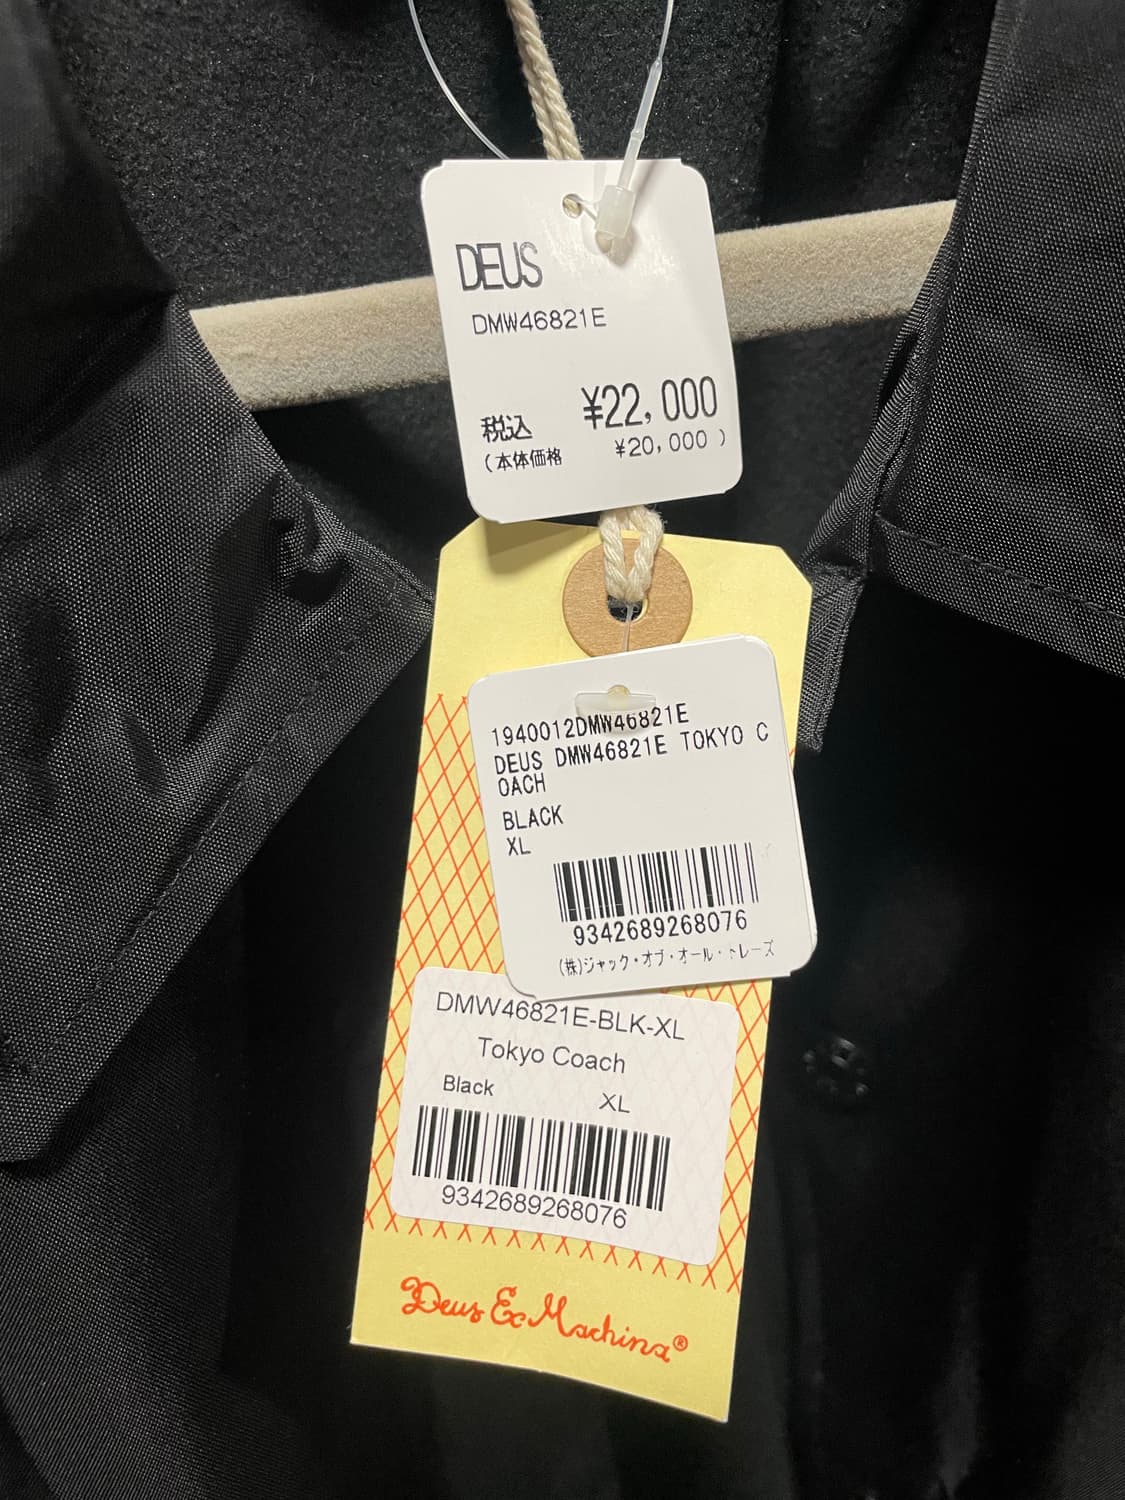 DEUS
DMW46821E
¥22,000
税込
(本体価格 ¥20,000 )
1940012DMW46821E
DEUS DMW46821E TOKYO C
OACH
BLACK
XL
9342689268076
(株)ジャック・オブ・オール・トレーズ
DMW46821E-BLK-XL
Tokyo Coach
Black XL
9342689268076
Deus Ex Machina®